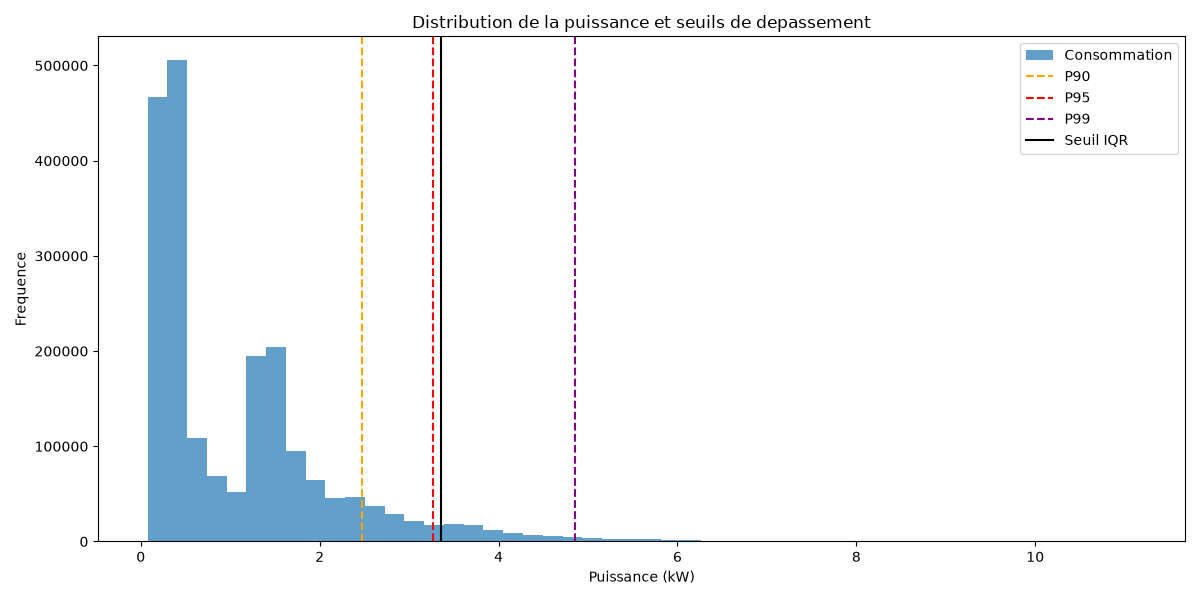 Distribution de la puissance et seuils de depassement
Frequence
500000
400000
300000
200000
100000
0
Consommation
P90
P95
P99
Seuil IQR
0 2 4 6 8 10
Puissance (kW)